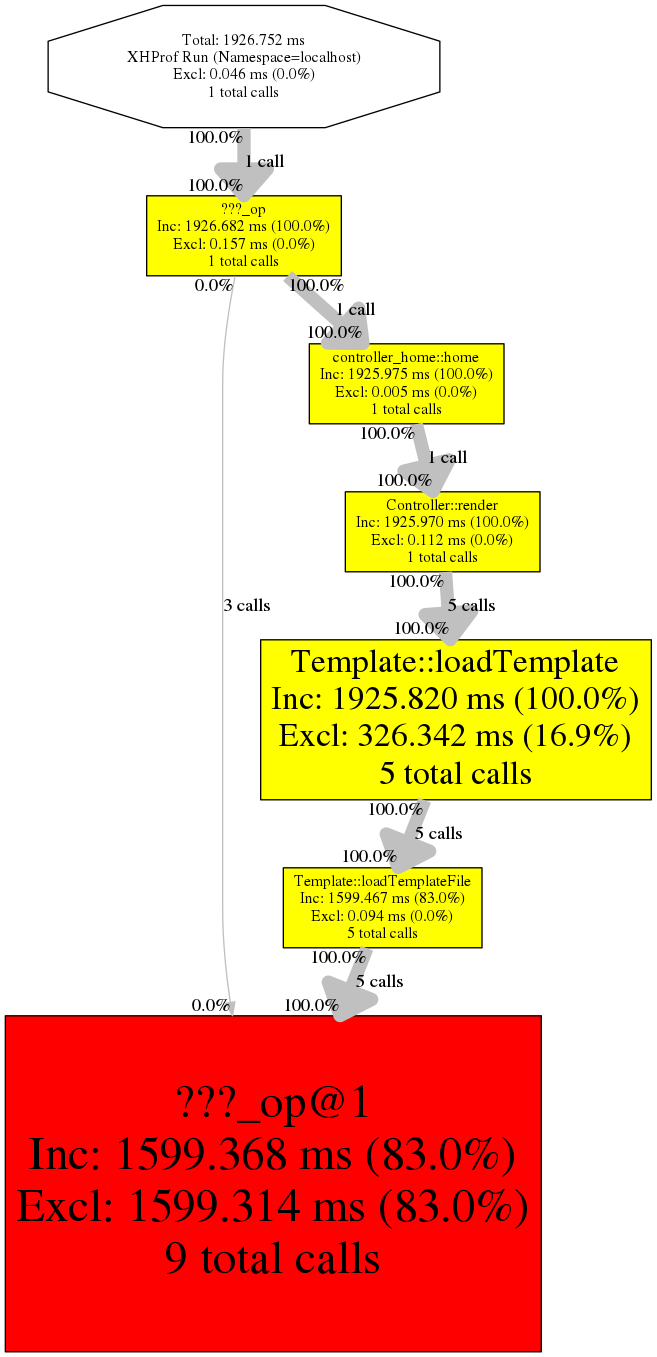 Total: 1926.752 ms
XHProf Run (Namespace=localhost)
Excl: 0.046 ms (0.0%)
1 total calls
100.0%
1 call
100.0%
???_op
Inc: 1926.682 ms (100.0%)
Excl: 0.157 ms (0.0%)
1 total calls
0.0%
100.0%
1 call
100.0%
controller_home::home
Inc: 1925.975 ms (100.0%)
Excl: 0.005 ms (0.0%)
1 total calls
100.0%
1 call
100.0%
Controller::render
Inc: 1925.970 ms (100.0%)
Excl: 0.112 ms (0.0%)
1 total calls
100.0%
3 calls
5 calls
100.0%
Template::loadTemplate
Inc: 1925.820 ms (100.0%)
Excl: 326.342 ms (16.9%)
5 total calls
100.0%
5 calls
100.0%
Template::loadTemplateFile
Inc: 1599.467 ms (83.0%)
Excl: 0.094 ms (0.0%)
5 total calls
100.0%
5 calls
0.0%
100.0%
???_op@1
Inc: 1599.368 ms (83.0%)
Excl: 1599.314 ms (83.0%)
9 total calls